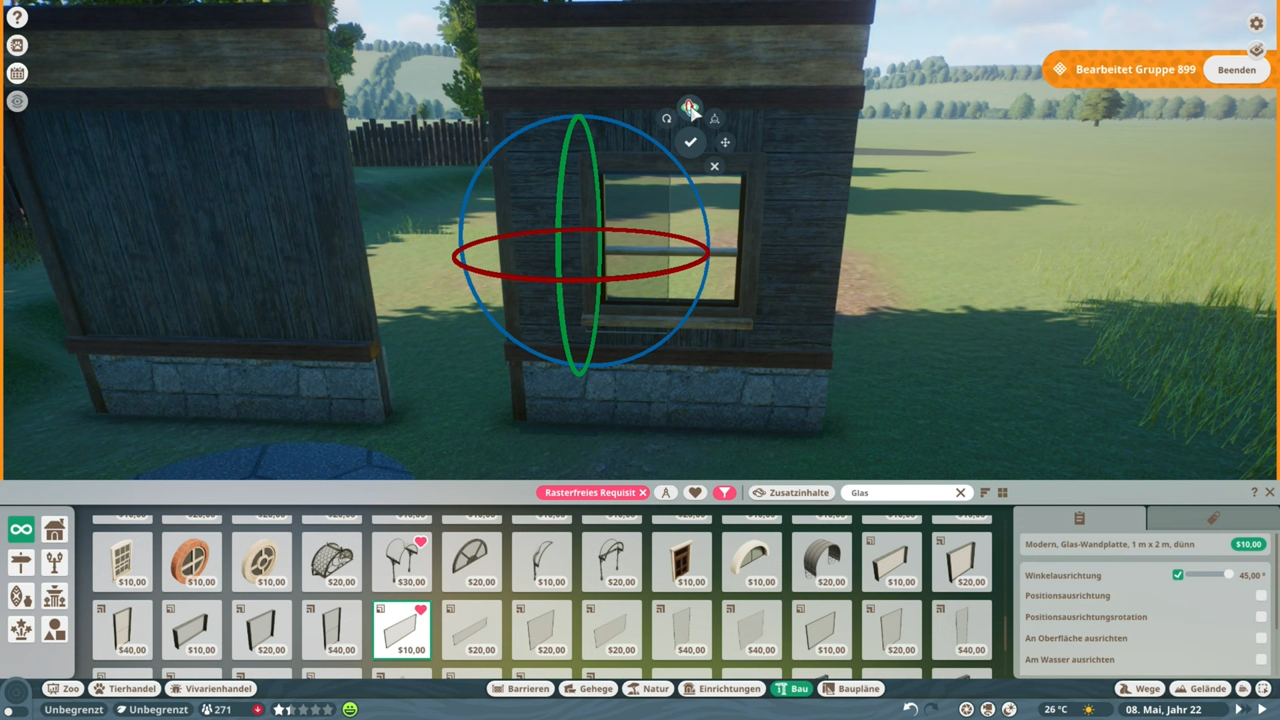 ?
Bearbeitet Gruppe 899
Beenden
Rasterfreies Requisit ✕
Zusatzinhalte
Glas
? ✕
$10,00 $10,00 $10,00 $20,00 $30,00 $20,00 $10,00 $20,00 $10,00 $10,00 $20,00 $10,00 $20,00
$40,00 $10,00 $20,00 $40,00 $10,00 $20,00 $20,00 $20,00 $40,00 $20,00 $10,00 $20,00 $40,00
Modern, Glas-Wandplatte, 1 m x 2 m, dünn $10,00
Winkelausrichtung 45,00°
Positionsausrichtung
Positionsausrichtungsrotation
An Oberfläche ausrichten
Am Wasser ausrichten
Zoo Tierhandel Vivarienhandel Barrieren Gehege Natur Einrichtungen Bau Baupläne Wege Gelände
Unbegrenzt Unbegrenzt 271 26 °C 08. Mai, Jahr 22